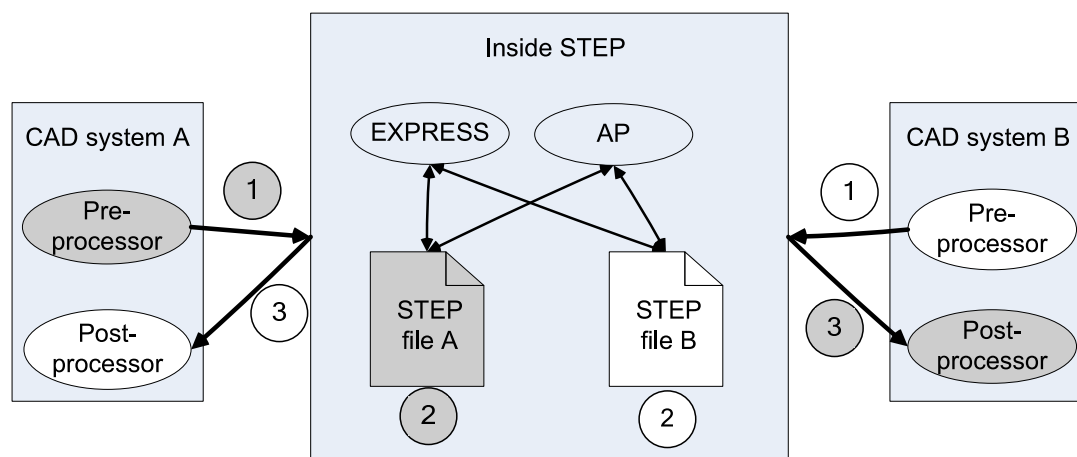 Inside STEP
CAD system A
Pre-
processor
Post-
processor
1
3
EXPRESS
AP
STEP
file A
2
STEP
file B
2
CAD system B
1
3
Pre-
processor
Post-
processor